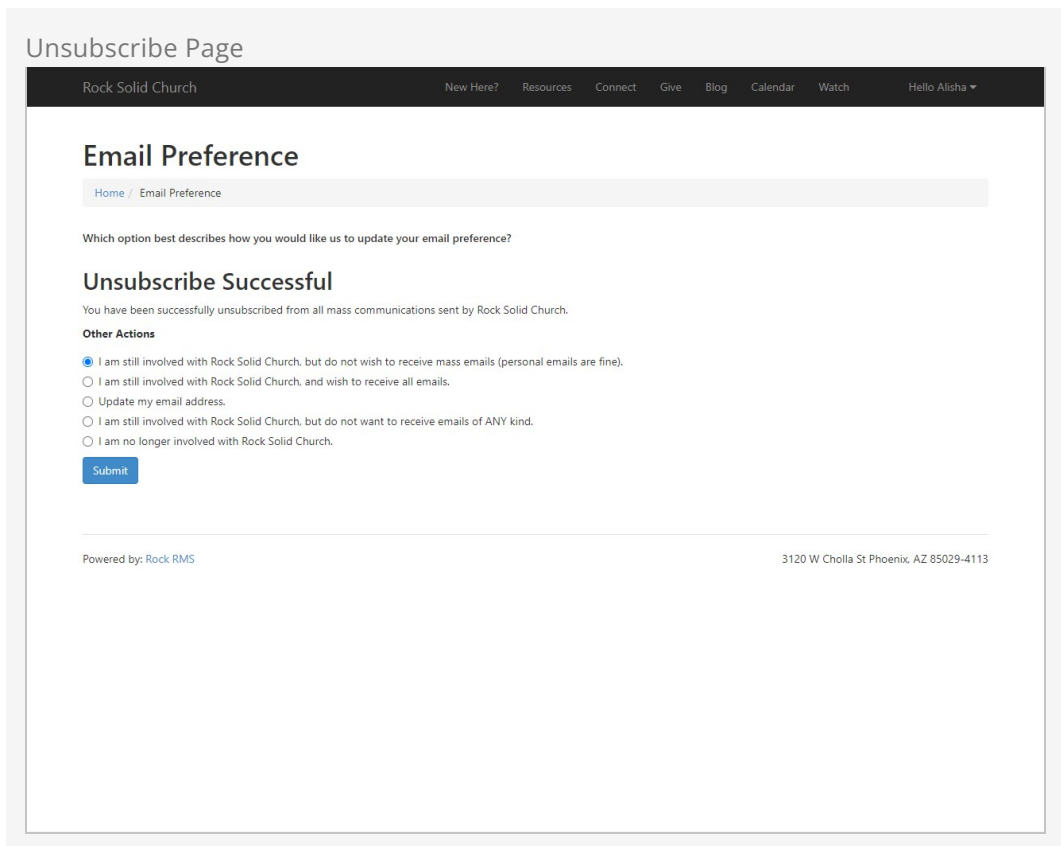 Unsubscribe Page
Rock Solid Church New Here? Resources Connect Give Blog Calendar Watch Hello Alisha
Email Preference
Home / Email Preference
Which option best describes how you would like us to update your email preference?
Unsubscribe Successful
You have been successfully unsubscribed from all mass communications sent by Rock Solid Church.
Other Actions
I am still involved with Rock Solid Church, but do not wish to receive mass emails (personal emails are fine).
I am still involved with Rock Solid Church, and wish to receive all emails.
Update my email address.
I am still involved with Rock Solid Church, but do not want to receive emails of ANY kind.
I am no longer involved with Rock Solid Church.
Submit
Powered by: Rock RMS 3120 W Cholla St Phoenix, AZ 85029-4113